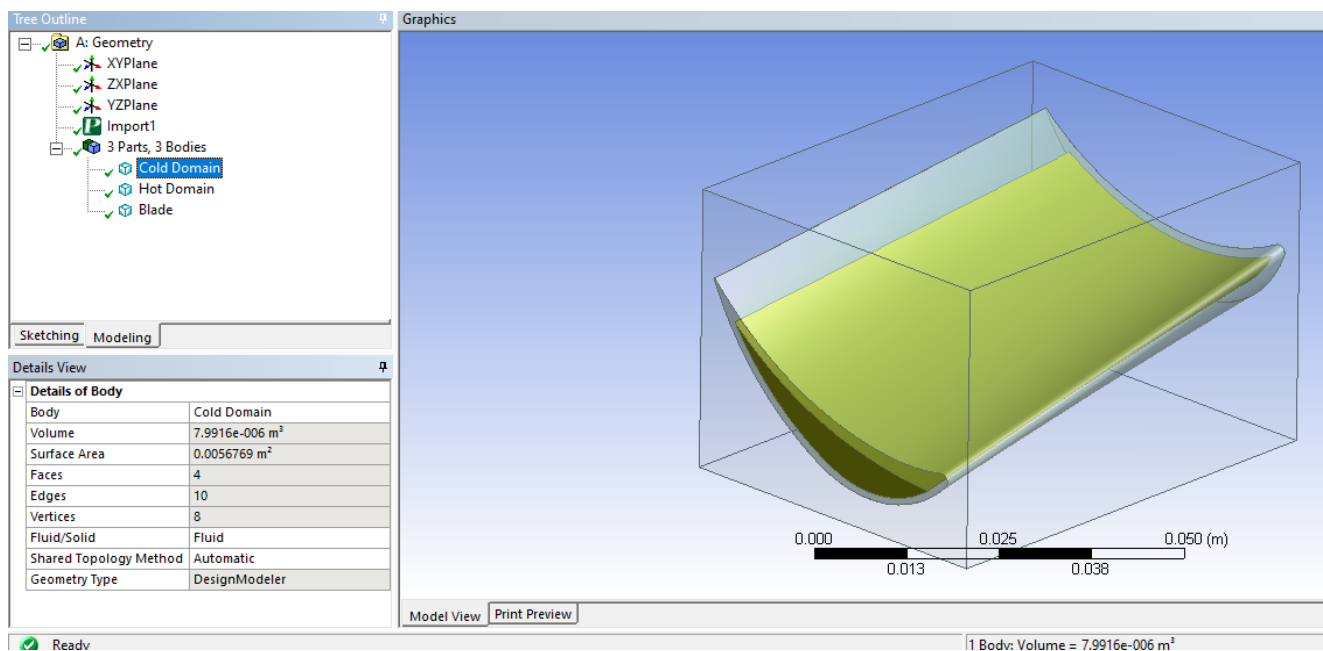 Tree Outline
A: Geometry
XYPlane
ZXPlane
YZPlane
Import1
3 Parts, 3 Bodies
Cold Domain
Hot Domain
Blade
Sketching Modeling
Details View
Details of Body
Body Cold Domain
Volume 7.9916e-006 m³
Surface Area 0.0056769 m²
Faces 4
Edges 10
Vertices 8
Fluid/Solid Fluid
Shared Topology Method Automatic
Geometry Type DesignModeler
Graphics
0.000 0.025 0.050 (m)
0.013 0.038
Model View Print Preview
Ready 1 Body: Volume = 7.9916e-006 m³